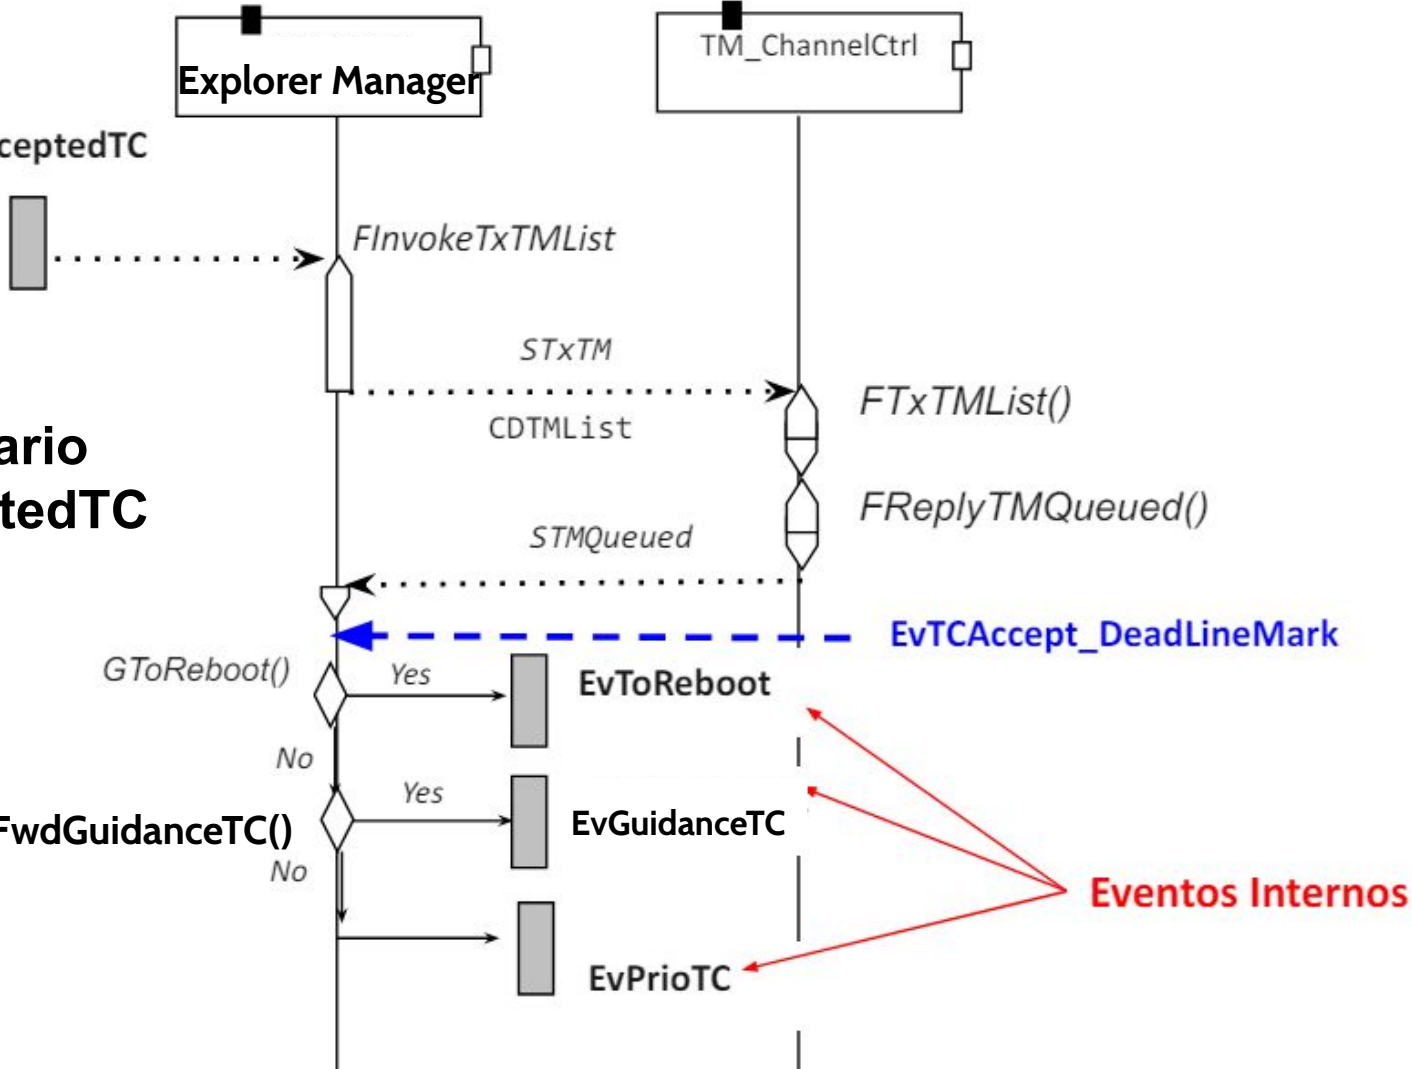 Explorer Manager
TM_ChannelCtrl
ceptedTC
FInvokeTxTMList
STxTM
CDTMList
FTxTMList()
ario
tedTC
FReplyTMQueued()
STMQueued
EvTCAccept_DeadLineMark
GToReboot()
Yes
EvToReboot
No
Yes
FwdGuidanceTC()
EvGuidanceTC
No
Eventos Internos
EvPrioTC